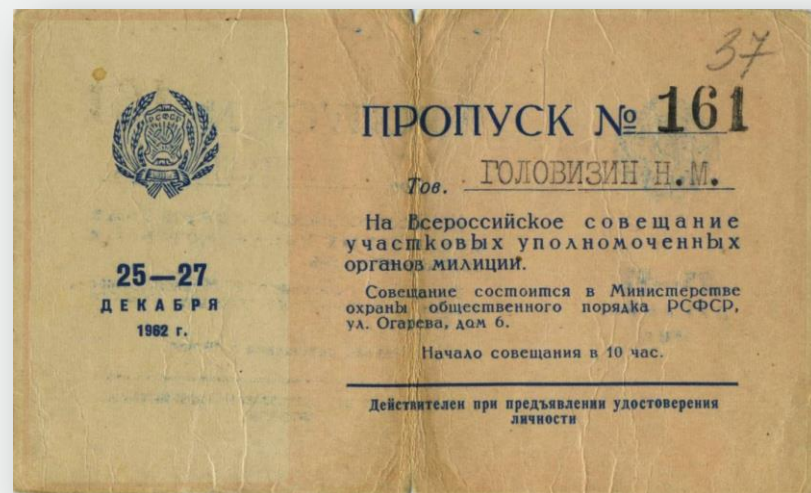 РСФСР
25—27
ДЕКАБРЯ
1962 г.
37
ПРОПУСК № 161
Тов. ГОЛОВИЗИН Н.М.
На Всероссийское совещание
участковых уполномоченных
органов милиции.
Совещание состоится в Министерстве
охраны общественного порядка РСФСР,
ул. Огарева, дом 6.
Начало совещания в 10 час.
Действителен при предъявлении удостоверения
личности